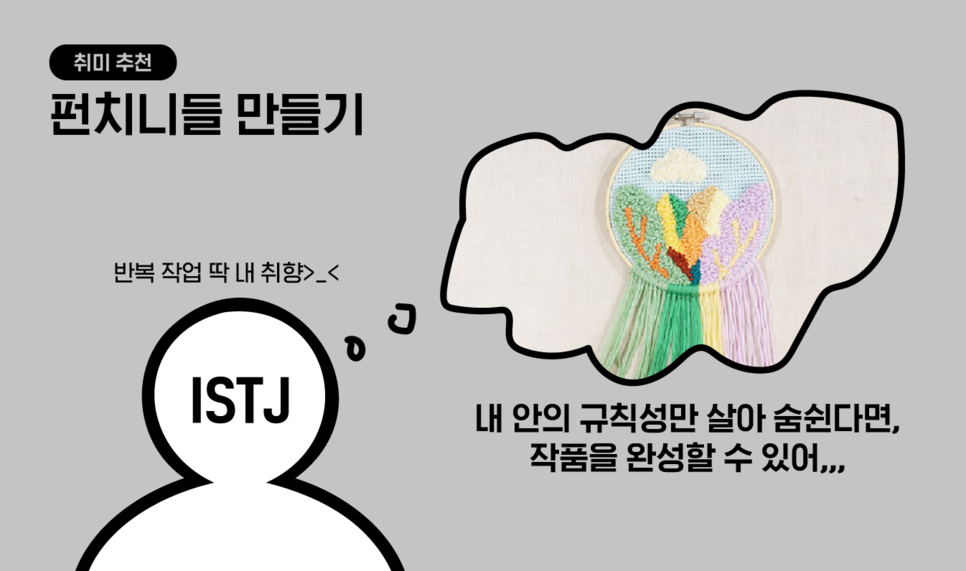 취미 추천
펀치니들 만들기
반복 작업 딱 내 취향>_<
ISTJ
내 안의 규칙성만 살아 숨쉰다면,
작품을 완성할 수 있어,,,